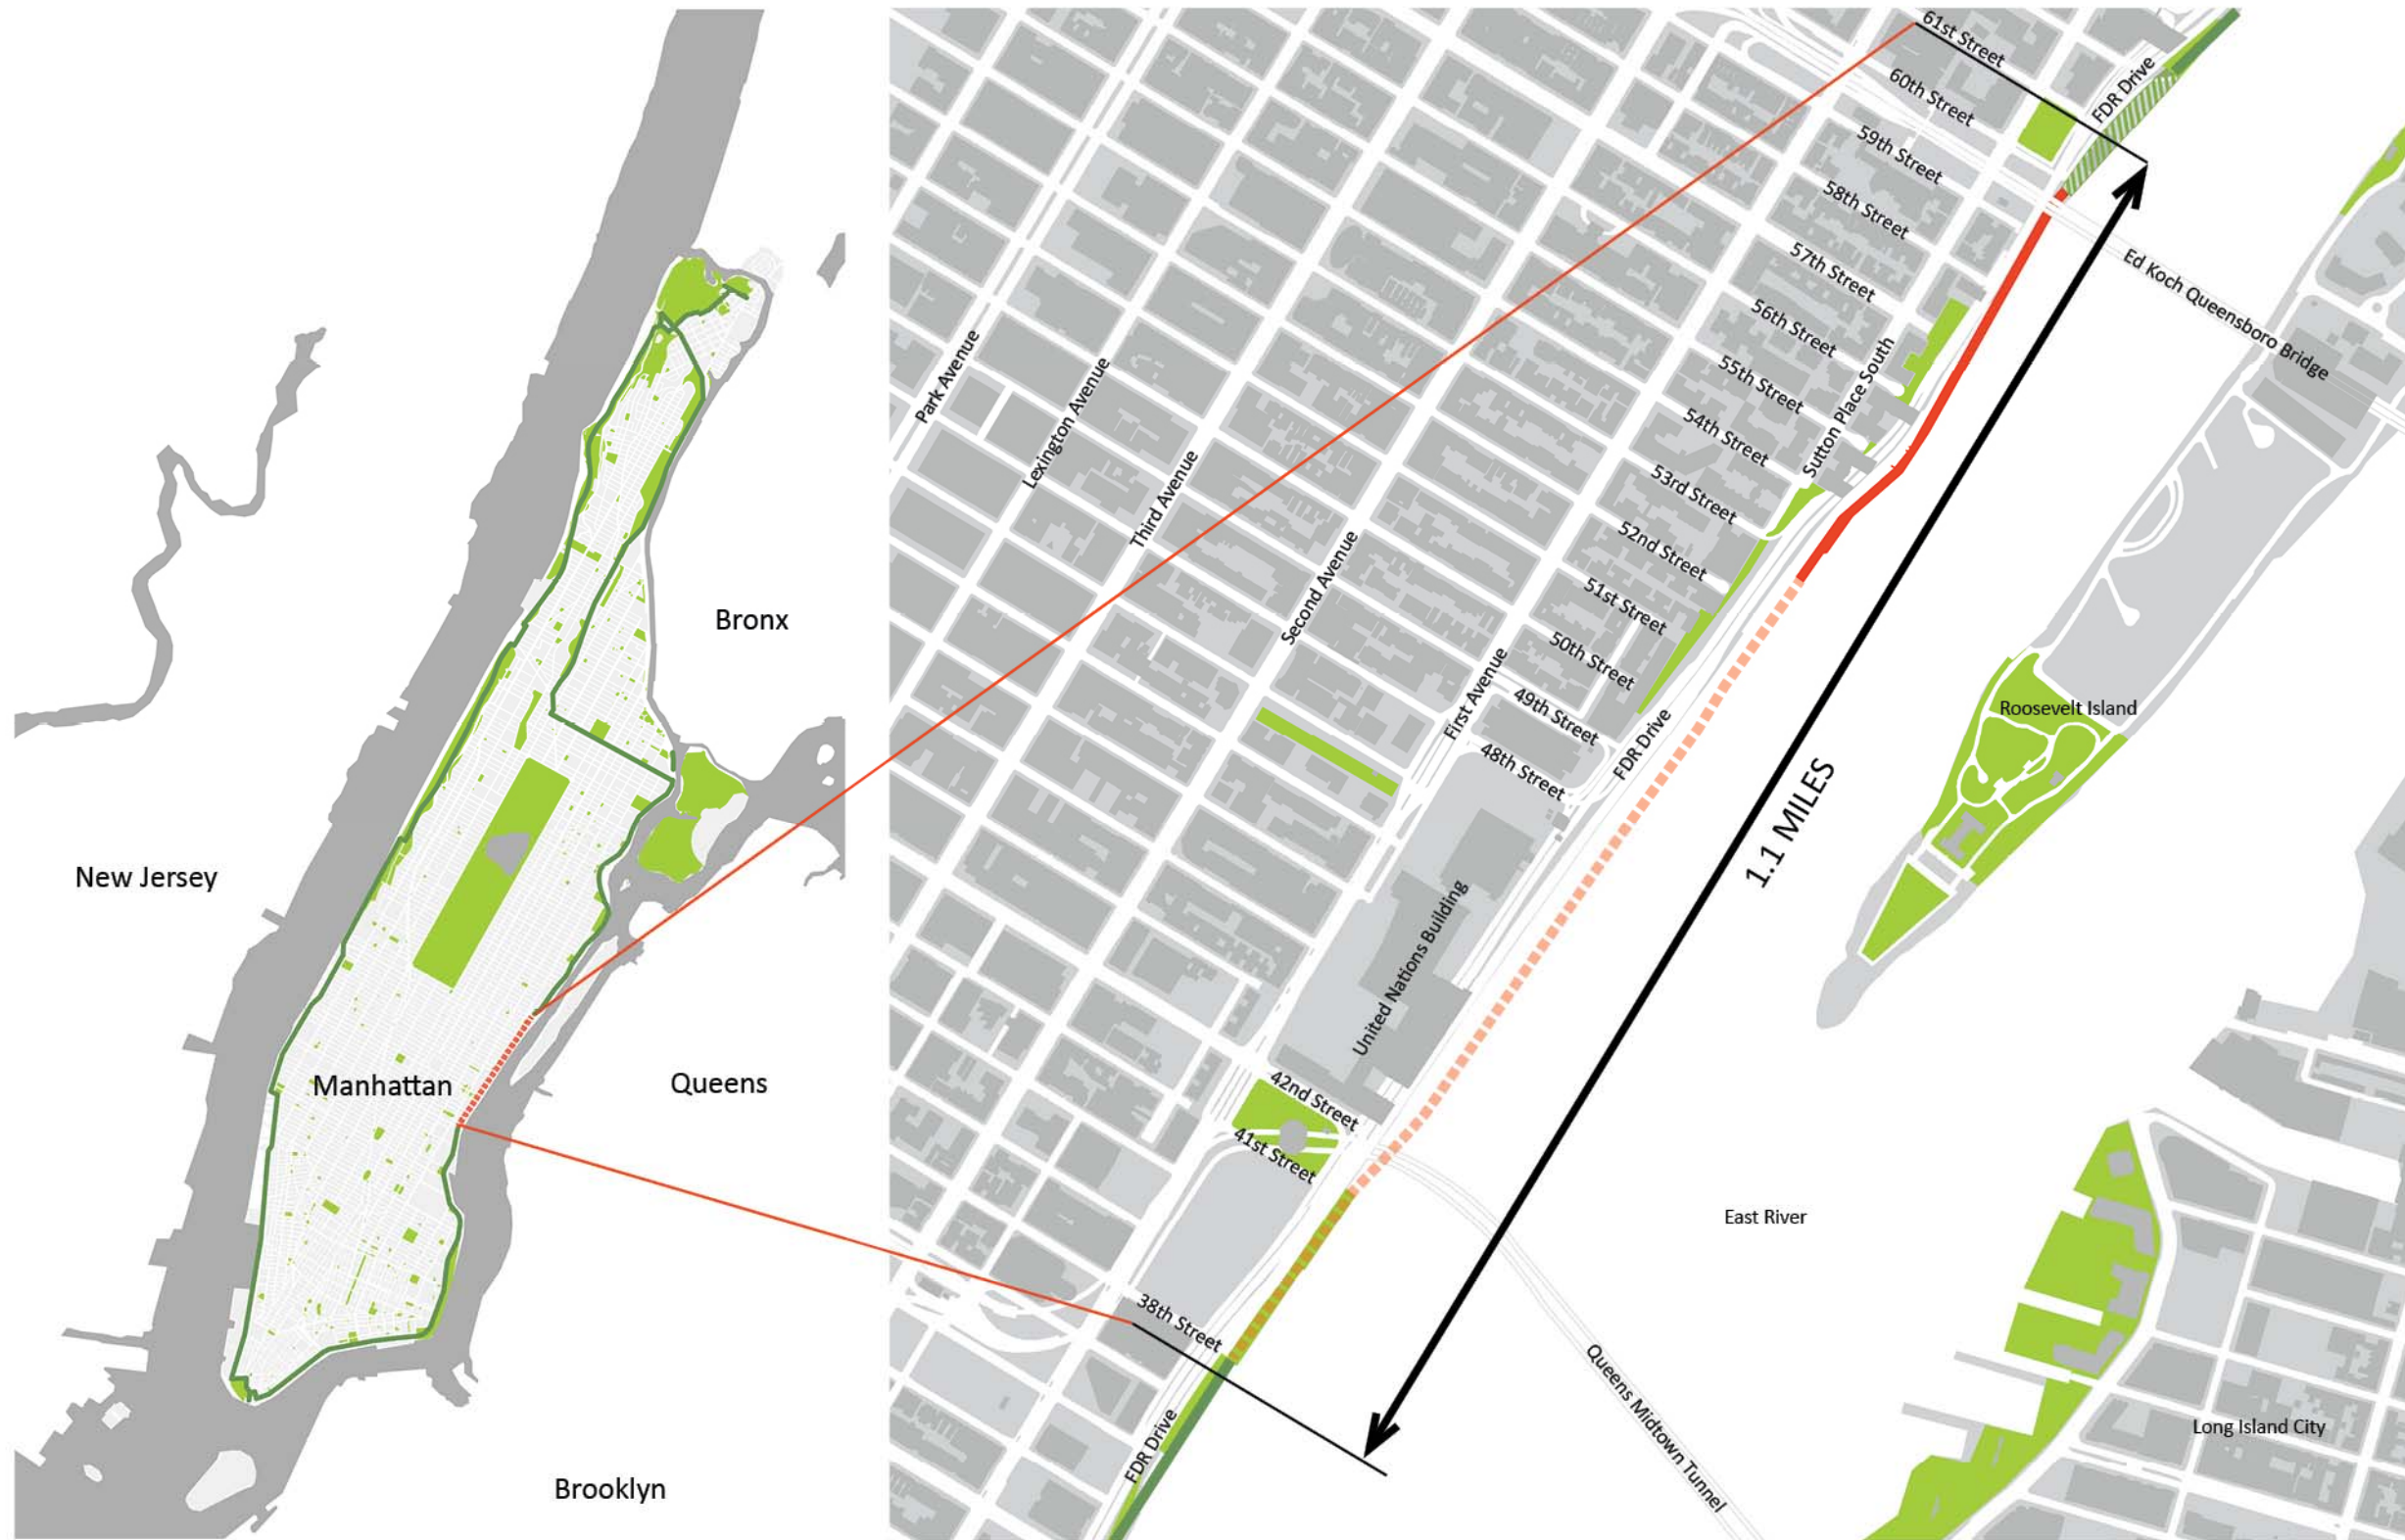 Bronx
New Jersey
Manhattan
Queens
Brooklyn
61st Street
60th Street
59th Street
58th Street
57th Street
56th Street
55th Street
54th Street
53rd Street
52nd Street
51st Street
50th Street
49th Street
48th Street
42nd Street
41st Street
38th Street
Park Avenue
Lexington Avenue
Third Avenue
Second Avenue
First Avenue
Sutton Place South
FDR Drive
FDR Drive
FDR Drive
Ed Koch Queensboro Bridge
Roosevelt Island
1.1 MILES
United Nations Building
East River
Queens Midtown Tunnel
Long Island City